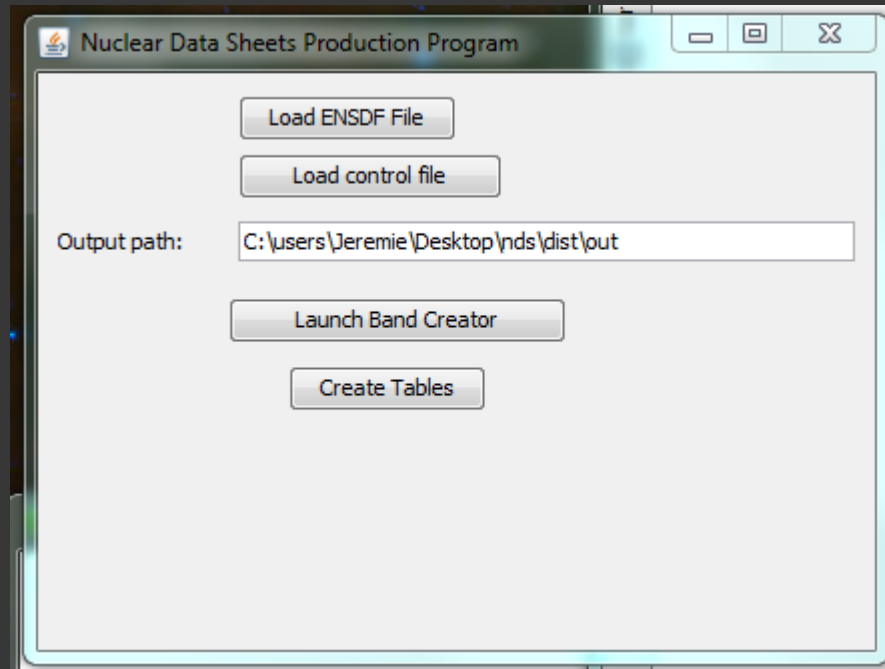 Nuclear Data Sheets Production Program
Load ENSDF File
Load control file
Output path: C:\users\Jeremie\Desktop\nds\dist\out
Launch Band Creator
Create Tables